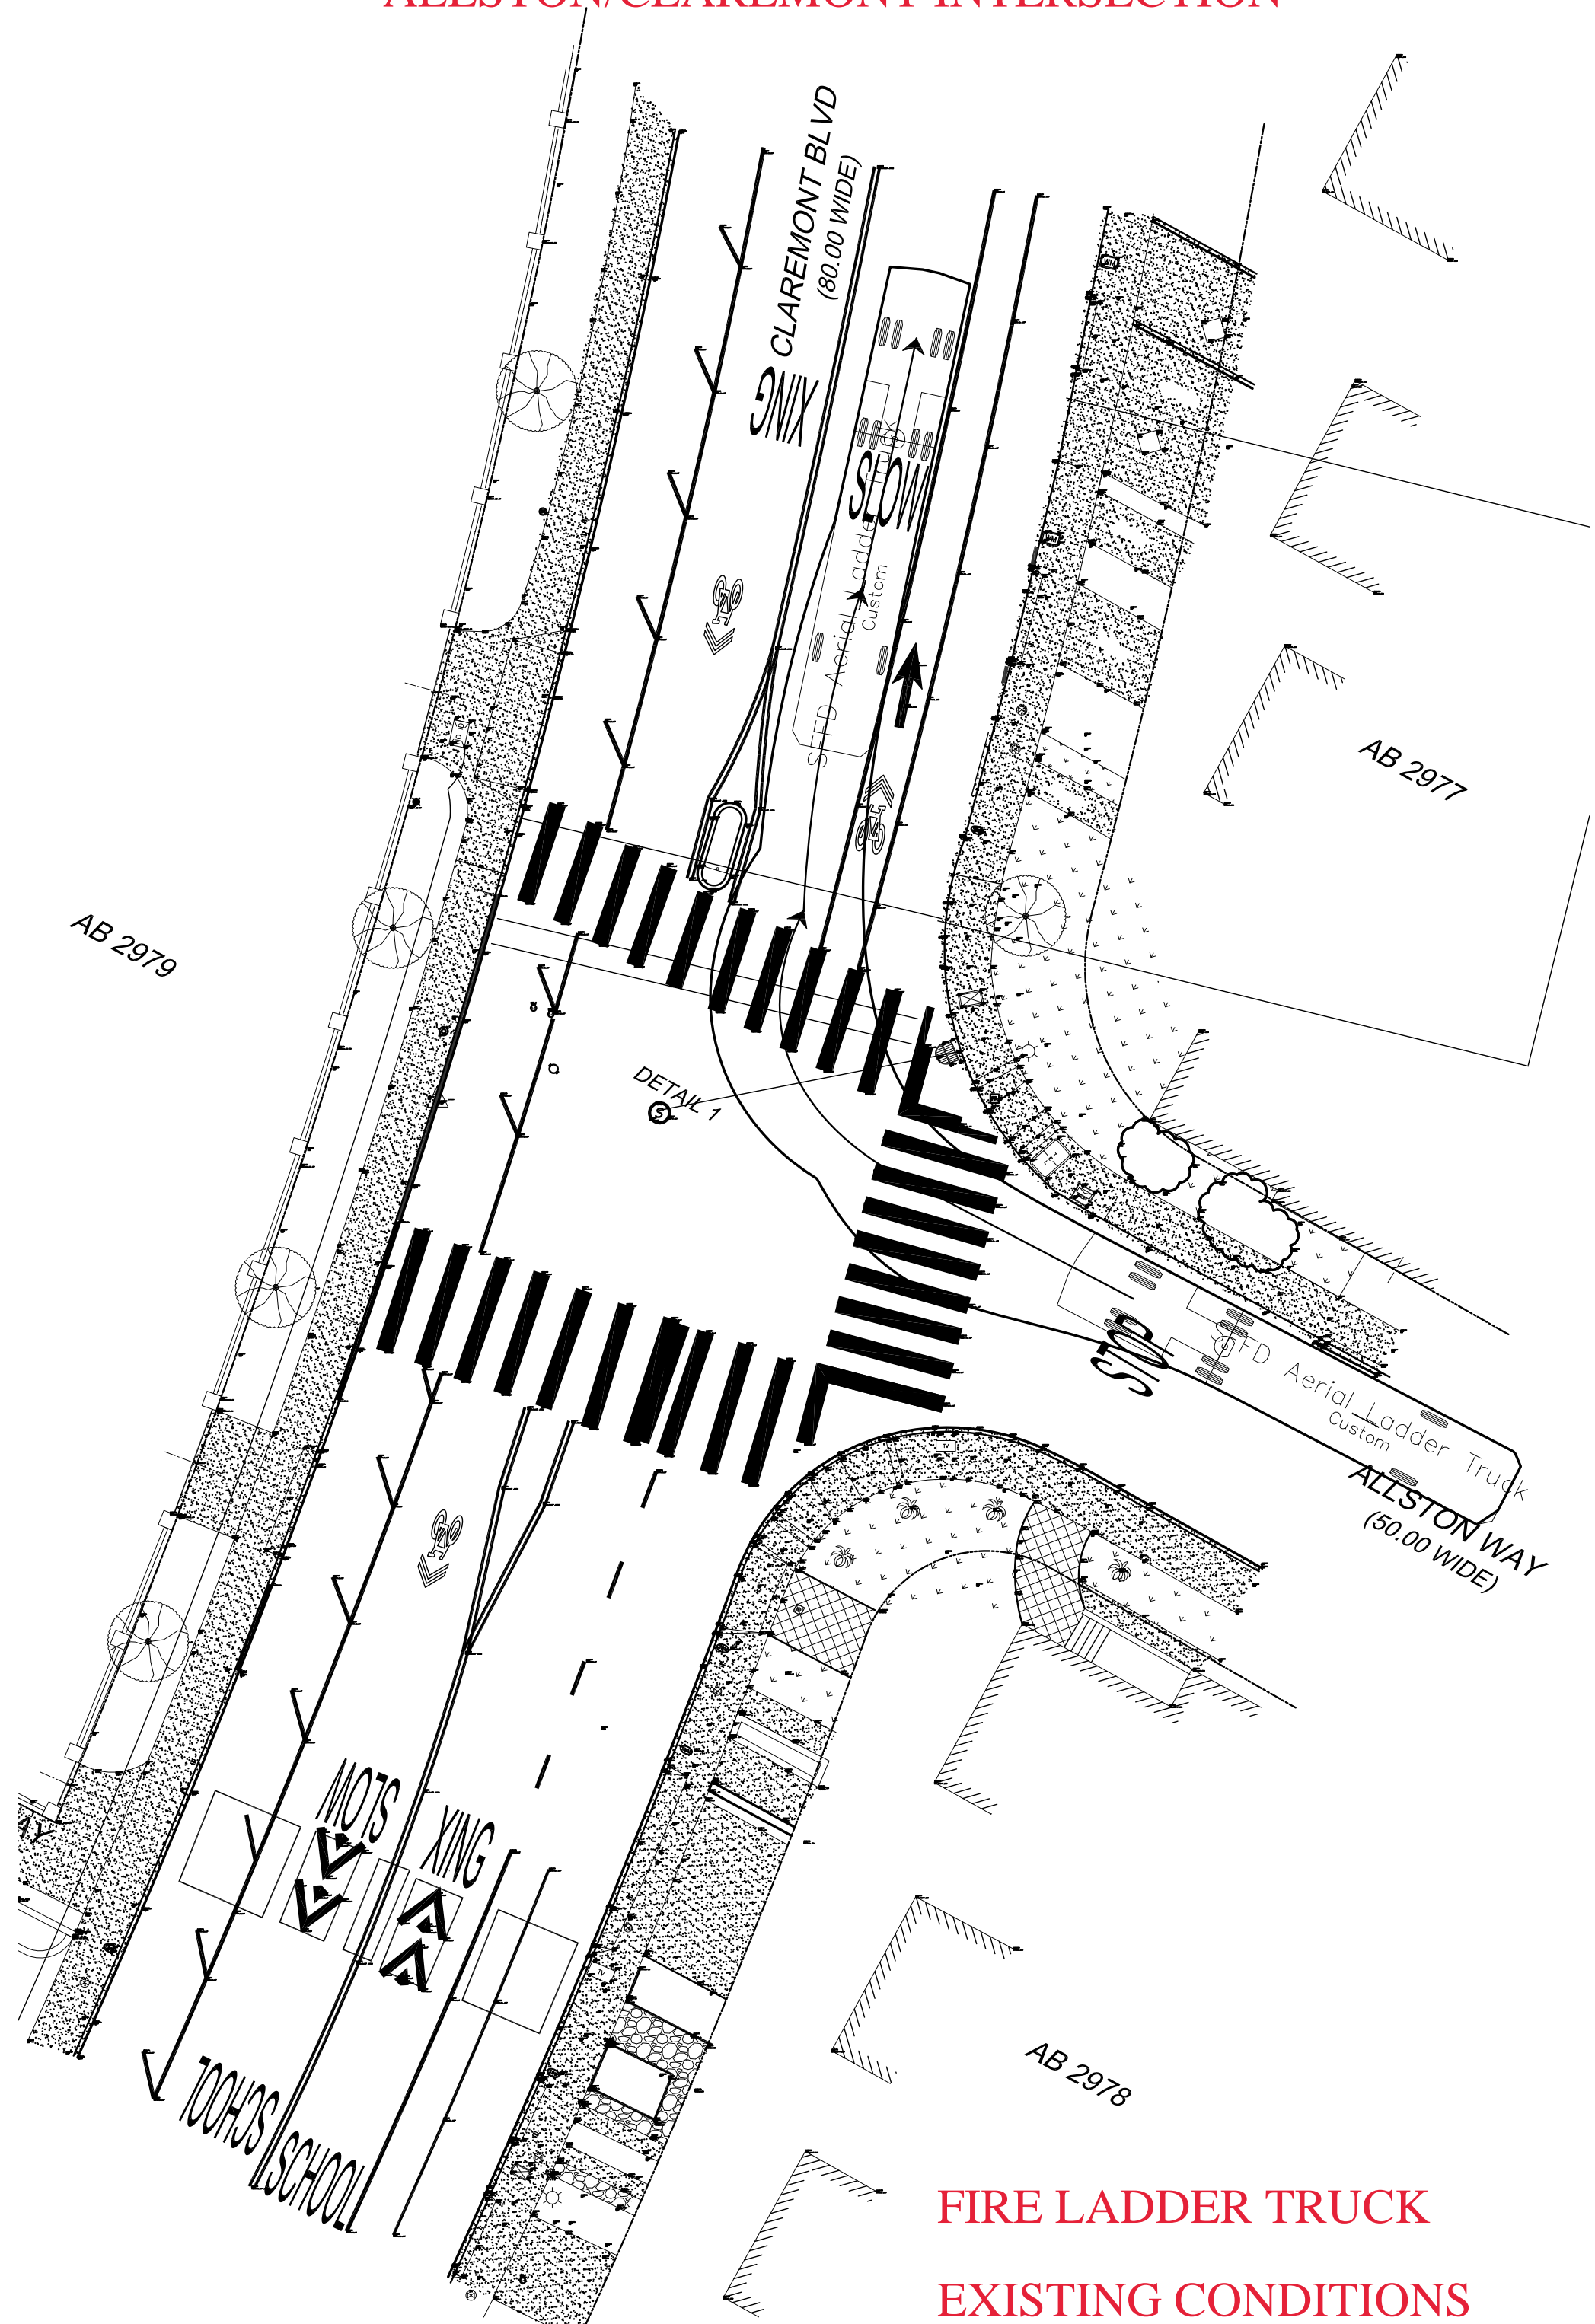 ALLSTON/CLAREMONT INTERSECTION
CLAREMONT BLVD
(80.00 WIDE)
XING
SLOW
SFD Aerial Ladder Truck
Custom
AB 2977
AB 2979
DETAIL 1
S
STOP
SFD Aerial Ladder Truck
Custom
ALLSTON WAY
(50.00 WIDE)
SLOW
XING
SCHOOL
SCHOOL
AB 2978
FIRE LADDER TRUCK
EXISTING CONDITIONS